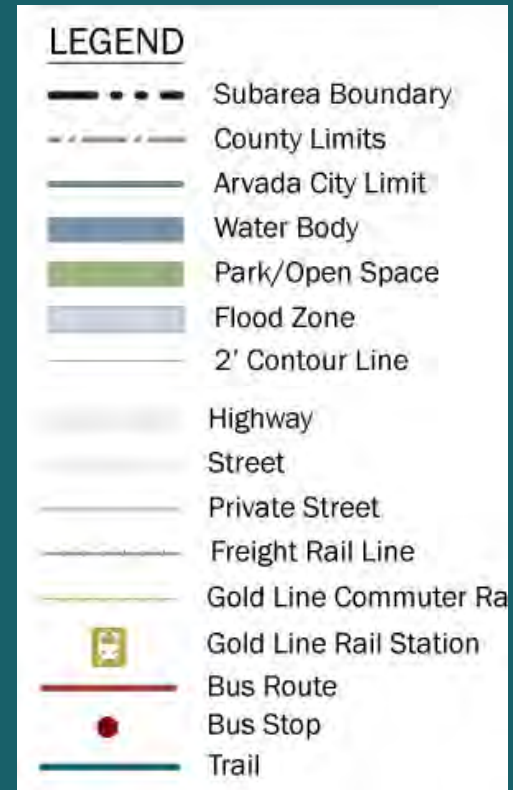 LEGEND
Subarea Boundary
County Limits
Arvada City Limit
Water Body
Park/Open Space
Flood Zone
2' Contour Line
Highway
Street
Private Street
Freight Rail Line
Gold Line Commuter Ra
Gold Line Rail Station
Bus Route
Bus Stop
Trail